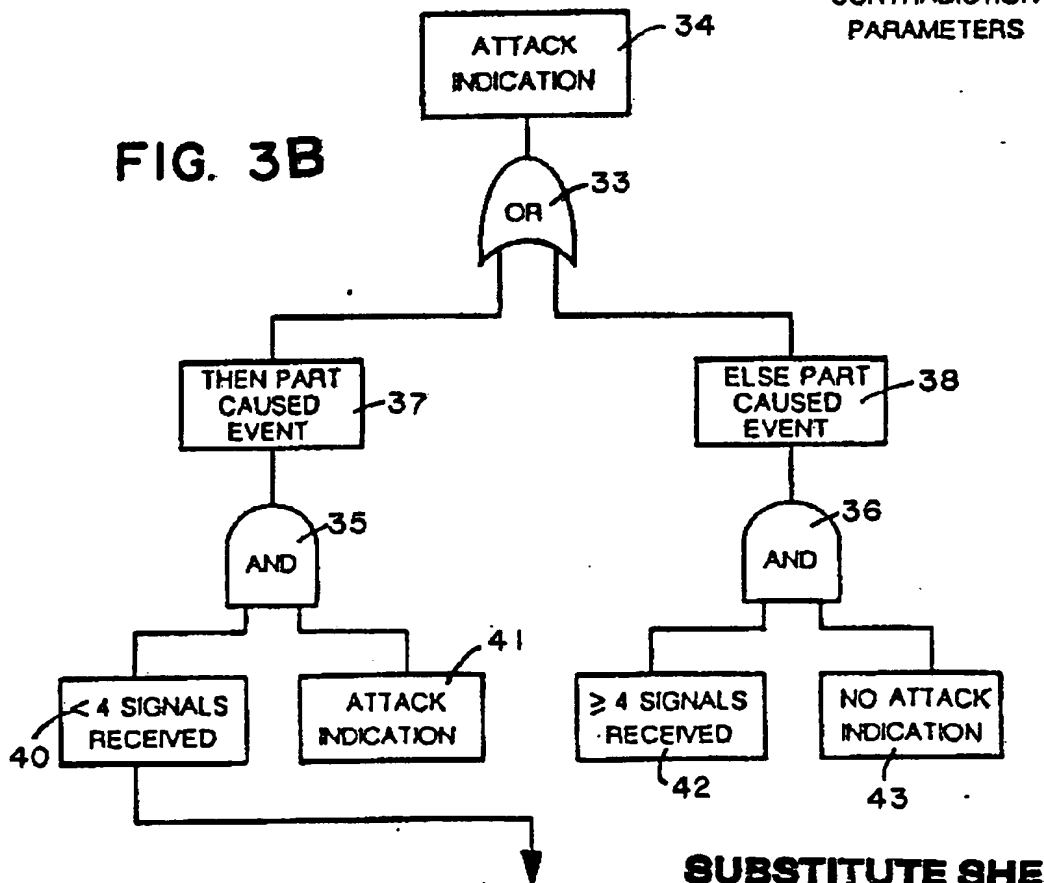 CONTRADICTION
PARAMETERS
ATTACK
INDICATION
34
FIG. 3B
OR
33
THEN PART
CAUSED
EVENT
37
ELSE PART
CAUSED
EVENT
38
AND
35
AND
36
< 4 SIGNALS
RECEIVED
40
ATTACK
INDICATION
41
≥ 4 SIGNALS
RECEIVED
42
NO ATTACK
INDICATION
43
SUBSTITUTE SHE